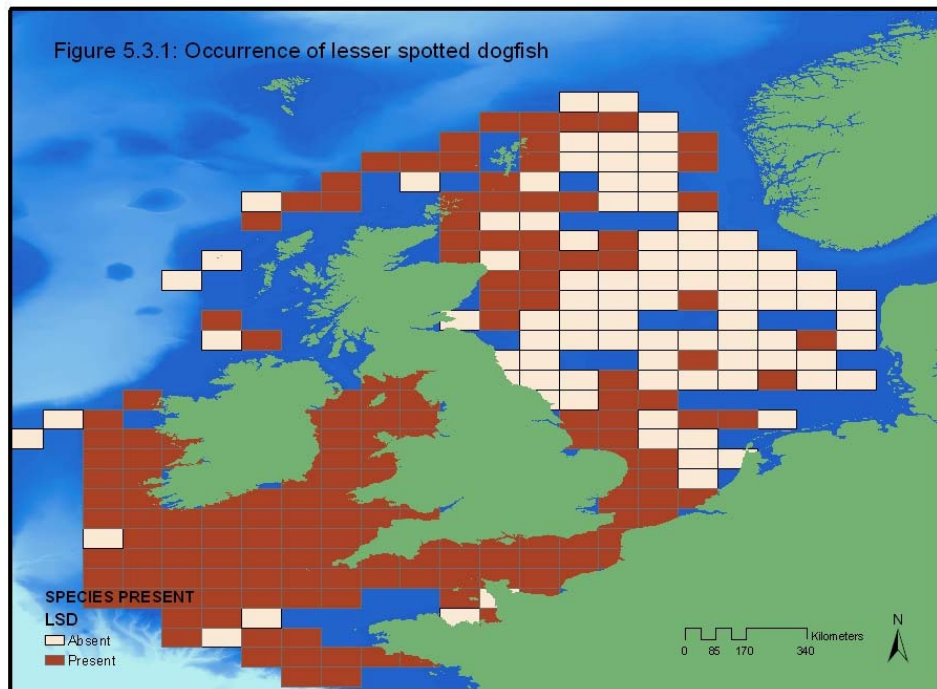 Figure 5.3.1: Occurrence of lesser spotted dogfish
SPECIES PRESENT
LSD
Absent
Present
N
Kilometers
0 85 170 340